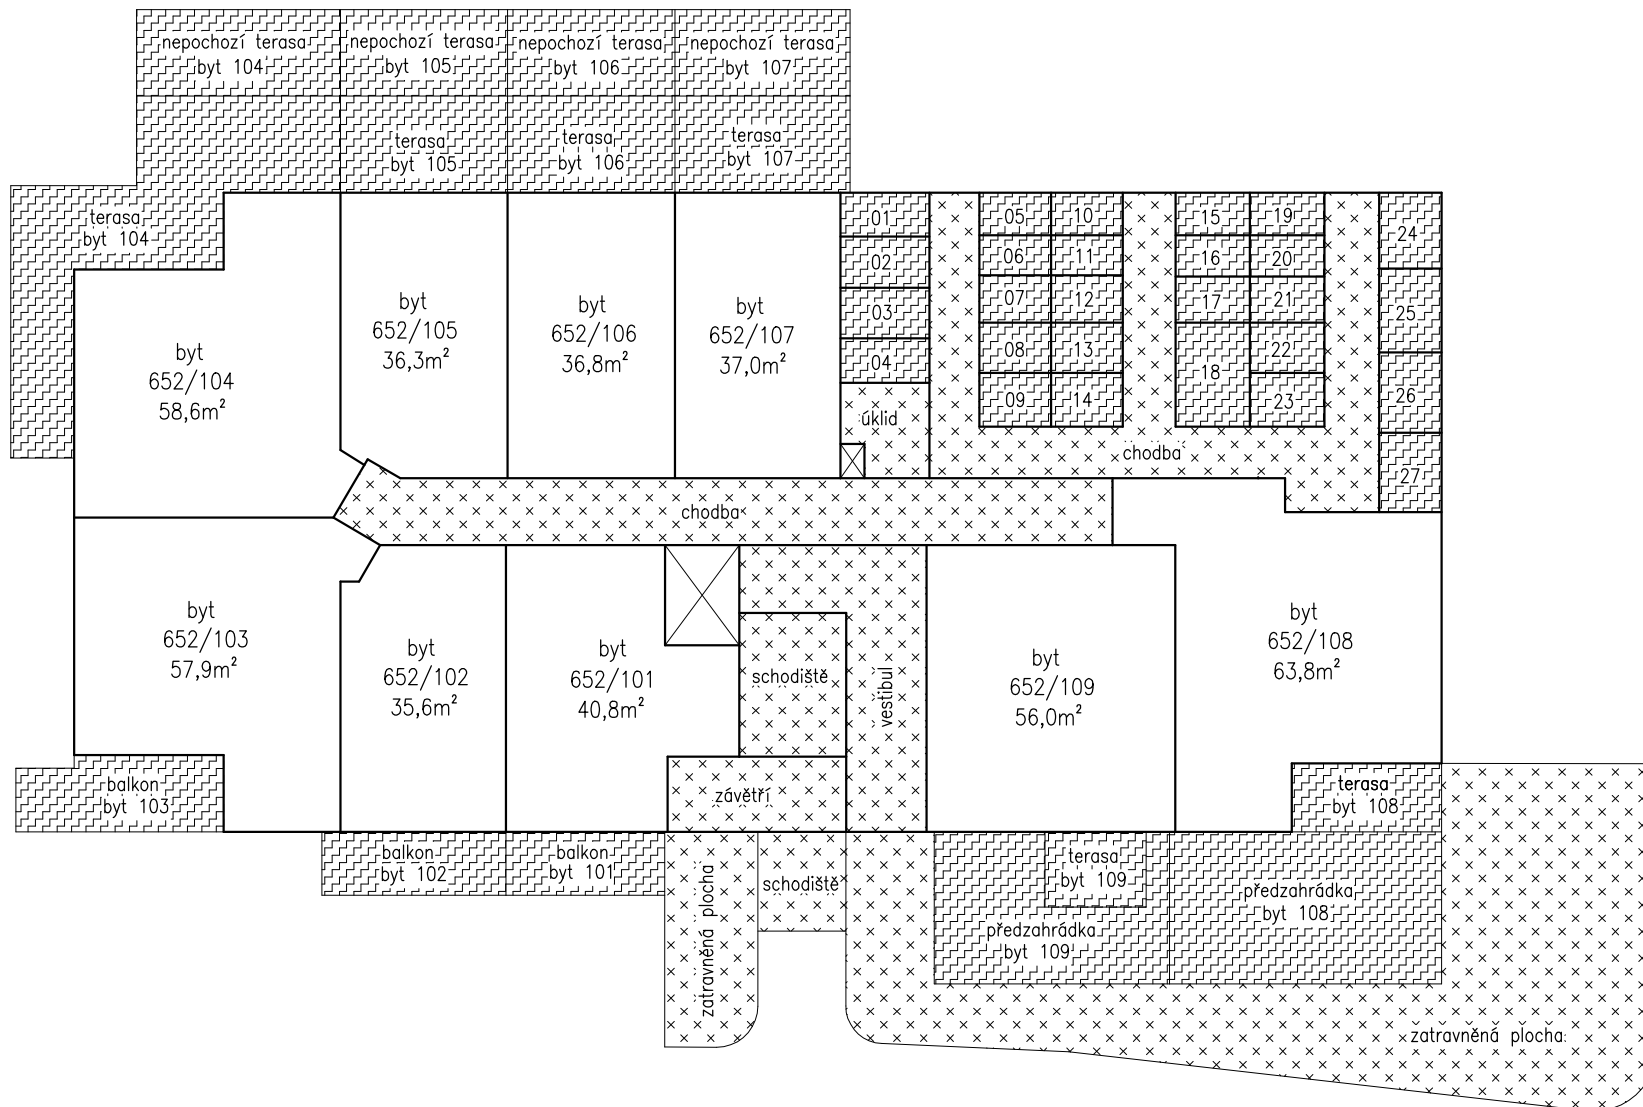 nepochozí terasa
byt 104
nepochozí terasa
byt 105
nepochozí terasa
byt 106
nepochozí terasa
byt 107
terasa
byt 105
terasa
byt 106
terasa
byt 107
terasa
byt 104
byt
652/104
58,6m²
byt
652/105
36,3m²
byt
652/106
36,8m²
byt
652/107
37,0m²
01
02
03
04
úklid
05
06
07
08
09
10
11
12
13
14
15
16
17
18
19
20
21
22
23
24
25
26
27
chodba
chodba
byt
652/103
57,9m²
byt
652/102
35,6m²
byt
652/101
40,8m²
schodiště
vestibul
závětří
byt
652/109
56,0m²
byt
652/108
63,8m²
balkon
byt 103
balkon
byt 102
balkon
byt 101
zatravněná plocha
schodiště
terasa
byt 109
předzahrádka
byt 109
předzahrádka
byt 108
terasa
byt 108
zatravněná plocha